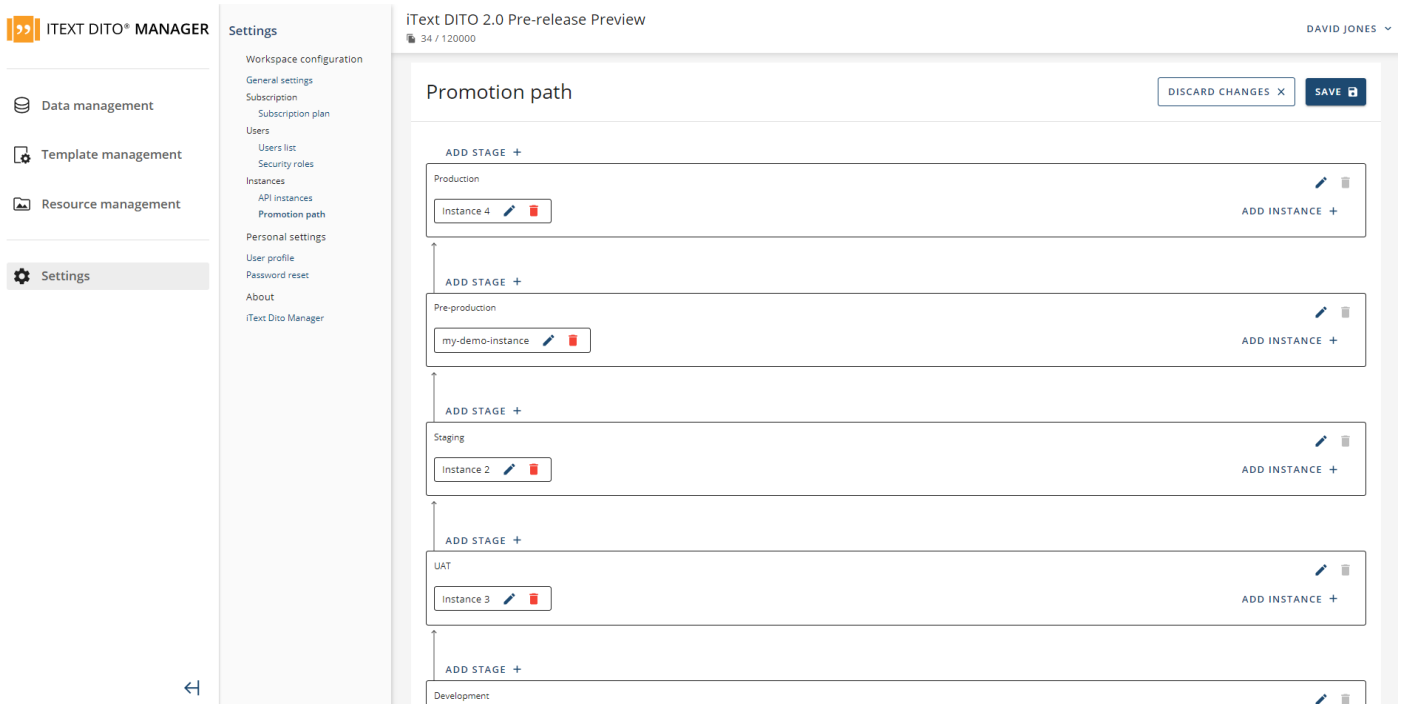 ITEXT DITO® MANAGER
Data management
Template management
Resource management
Settings
Settings
Workspace configuration
General settings
Subscription
Subscription plan
Users
Users list
Security roles
Instances
API instances
Promotion path
Personal settings
User profile
Password reset
About
iText Dito Manager
iText DITO 2.0 Pre-release Preview
34 / 120000
DAVID JONES
Promotion path
DISCARD CHANGES X
SAVE
ADD STAGE +
Production
Instance 4
ADD INSTANCE +
ADD STAGE +
Pre-production
my-demo-instance
ADD INSTANCE +
ADD STAGE +
Staging
Instance 2
ADD INSTANCE +
ADD STAGE +
UAT
Instance 3
ADD INSTANCE +
ADD STAGE +
Development